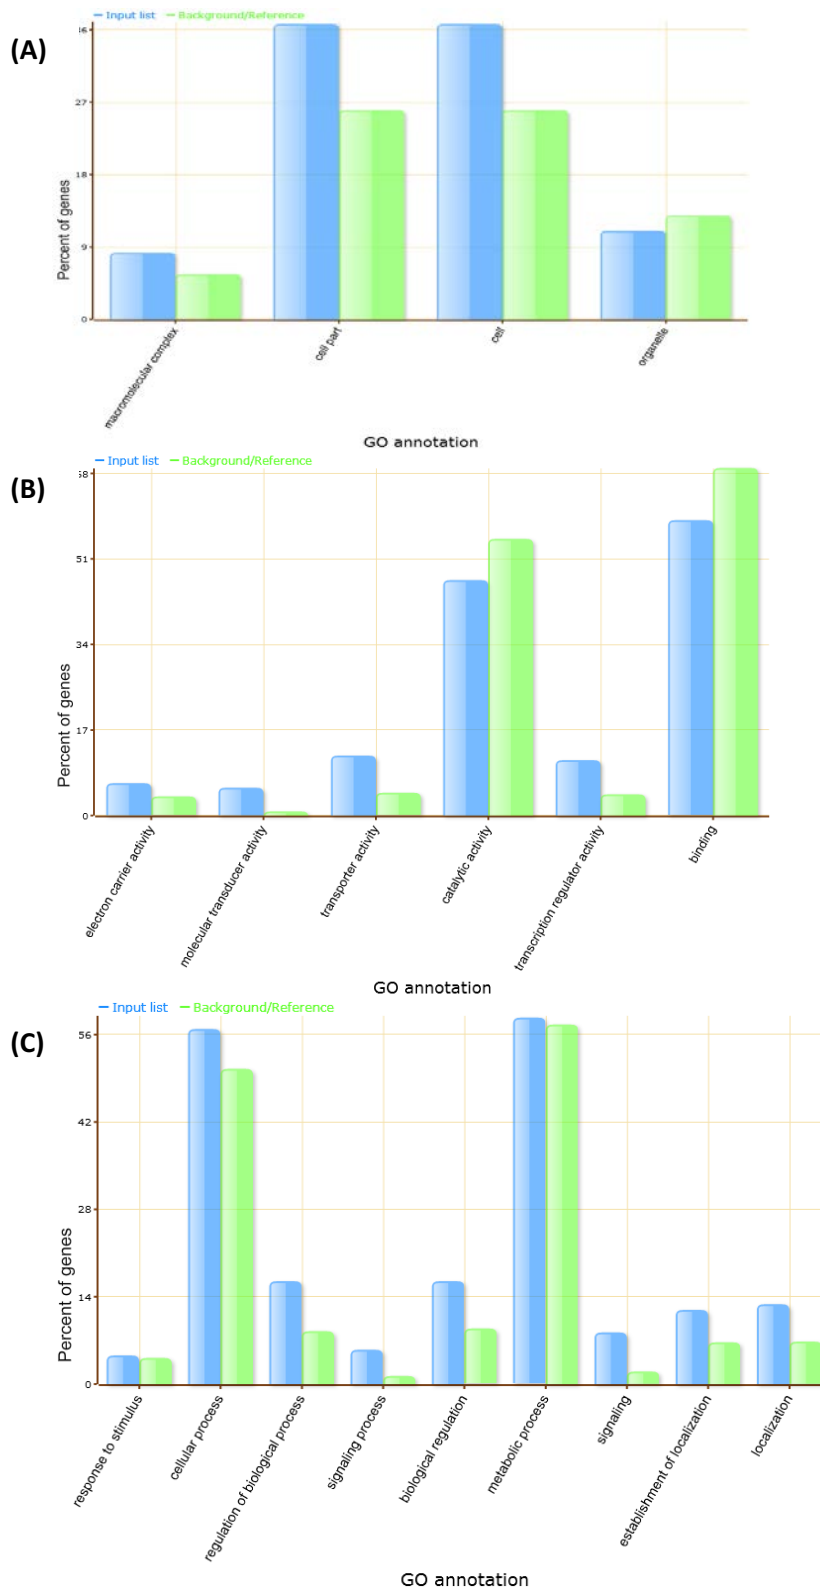 (A)
Input list Background/Reference
Percent of genes
36
27
18
9
0
macromolecular complex
cell part
cell
organelle
GO annotation
(B)
Input list Background/Reference
Percent of genes
68
51
34
17
0
electron carrier activity
molecular transducer activity
transporter activity
catalytic activity
transcription regulator activity
binding
GO annotation
(C)
Input list Background/Reference
Percent of genes
56
42
28
14
0
response to stimulus
cellular process
regulation of biological process
signaling process
biological regulation
metabolic process
signaling
establishment of localization
localization
GO annotation